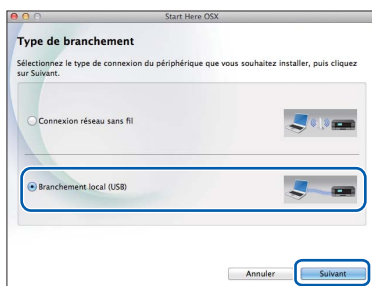 Start Here OSX
Type de branchement
Sélectionnez le type de connexion du périphérique que vous souhaitez installer, puis cliquez
sur Suivant.
Connexion réseau sans fil
Branchement local (USB)
Annuler
Suivant